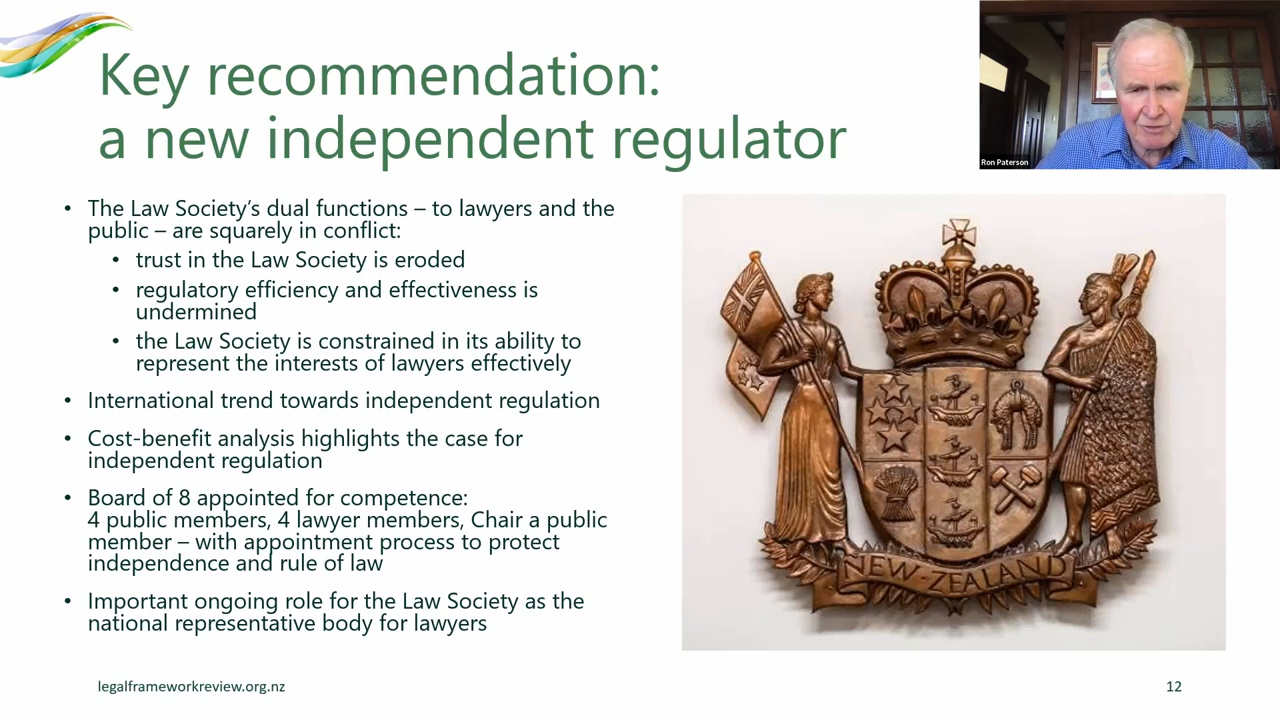 Key recommendation:
a new independent regulator
Ron Paterson
• The Law Society's dual functions – to lawyers and the
public – are squarely in conflict:
• trust in the Law Society is eroded
• regulatory efficiency and effectiveness is
undermined
• the Law Society is constrained in its ability to
represent the interests of lawyers effectively
• International trend towards independent regulation
• Cost-benefit analysis highlights the case for
independent regulation
• Board of 8 appointed for competence:
4 public members, 4 lawyer members, Chair a public
member – with appointment process to protect
independence and rule of law
• Important ongoing role for the Law Society as the
national representative body for lawyers
NEW·ZEALAND
legalframeworkreview.org.nz
12